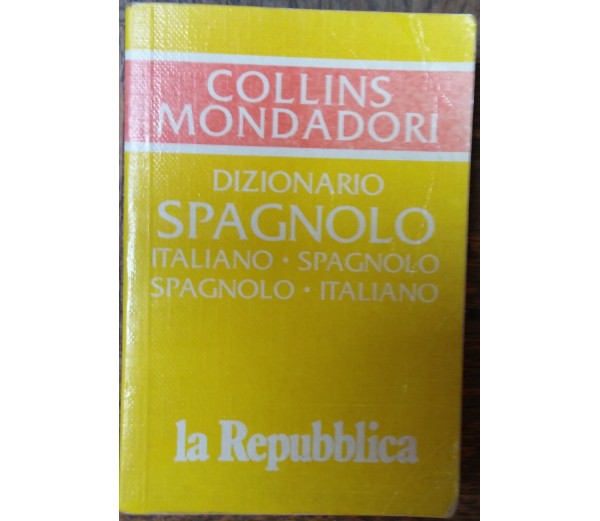 COLLINS
MONDADORI
DIZIONARIO
SPAGNOLO
ITALIANO • SPAGNOLO
SPAGNOLO • ITALIANO
la Repubblica